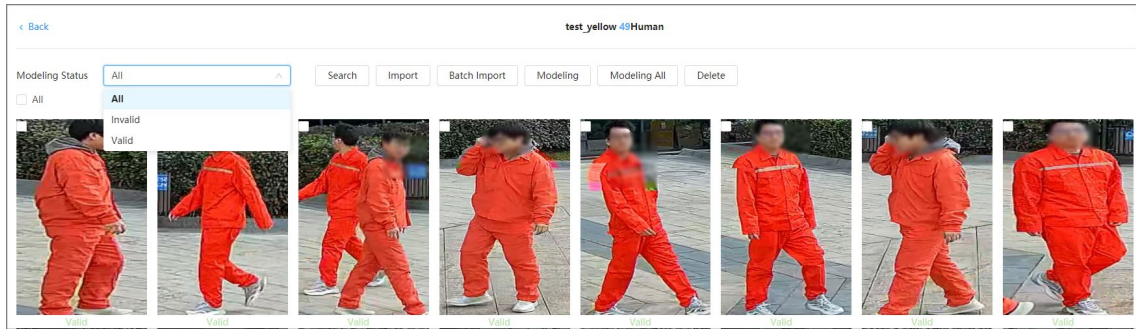 ‹ Back
test_yellow 49Human
Modeling Status All Search Import Batch Import Modeling Modeling All Delete
All
All
Invalid
Valid
Valid Valid Valid Valid Valid Valid Valid Valid